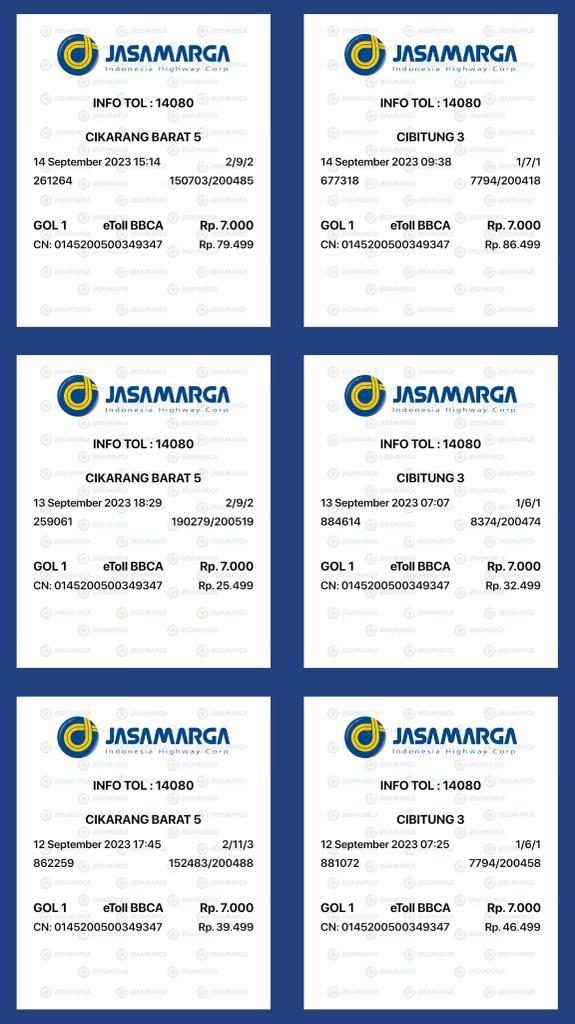 JASAMARGA
Indonesia Highway Corp.
INFO TOL : 14080
CIKARANG BARAT 5
14 September 2023 15:14 2/9/2
261264 150703/200485
GOL 1 eToll BBCA Rp. 7.000
CN: 0145200500349347 Rp. 79.499
JASAMARGA
Indonesia Highway Corp.
INFO TOL : 14080
CIBITUNG 3
14 September 2023 09:38 1/7/1
677318 7794/200418
GOL 1 eToll BBCA Rp. 7.000
CN: 0145200500349347 Rp. 86.499
JASAMARGA
Indonesia Highway Corp.
INFO TOL : 14080
CIKARANG BARAT 5
13 September 2023 18:29 2/9/2
259061 190279/200519
GOL 1 eToll BBCA Rp. 7.000
CN: 0145200500349347 Rp. 25.499
JASAMARGA
Indonesia Highway Corp.
INFO TOL : 14080
CIBITUNG 3
13 September 2023 07:07 1/6/1
884614 8374/200474
GOL 1 eToll BBCA Rp. 7.000
CN: 0145200500349347 Rp. 32.499
JASAMARGA
Indonesia Highway Corp.
INFO TOL : 14080
CIKARANG BARAT 5
12 September 2023 17:45 2/11/3
862259 152483/200488
GOL 1 eToll BBCA Rp. 7.000
CN: 0145200500349347 Rp. 39.499
JASAMARGA
Indonesia Highway Corp.
INFO TOL : 14080
CIBITUNG 3
12 September 2023 07:25 1/6/1
881072 7794/200458
GOL 1 eToll BBCA Rp. 7.000
CN: 0145200500349347 Rp. 46.499